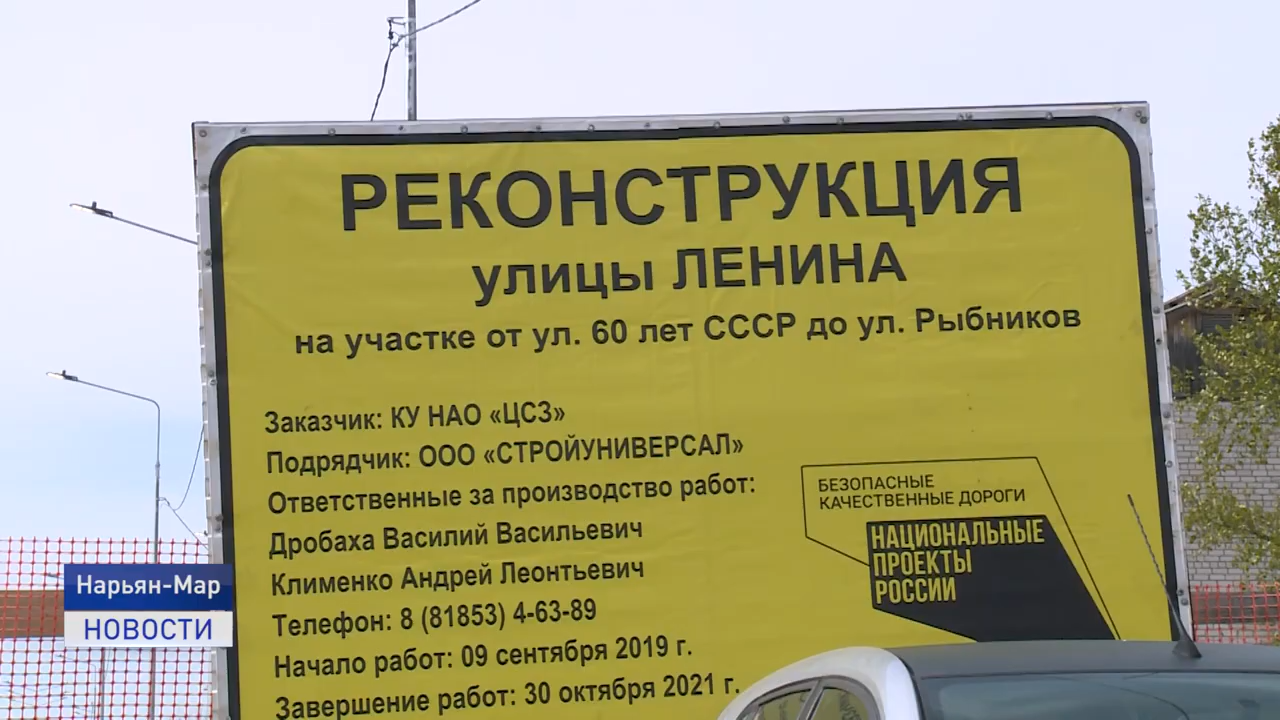 РЕКОНСТРУКЦИЯ
УЛИЦЫ ЛЕНИНА
на участке от ул. 60 лет СССР до ул. Рыбников
Заказчик: КУ НАО «ЦСЗ»
Подрядчик: ООО «СТРОЙУНИВЕРСАЛ»
Ответственные за производство работ:
Дробаха Василий Васильевич
Клименко Андрей Леонтьевич
Телефон: 8 (81853) 4-63-89
Начало работ: 09 сентября 2019 г.
Завершение работ: 30 октября 2021 г.
БЕЗОПАСНЫЕ
КАЧЕСТВЕННЫЕ ДОРОГИ
НАЦИОНАЛЬНЫЕ
ПРОЕКТЫ
РОССИИ
Нарьян-Мар
НОВОСТИ